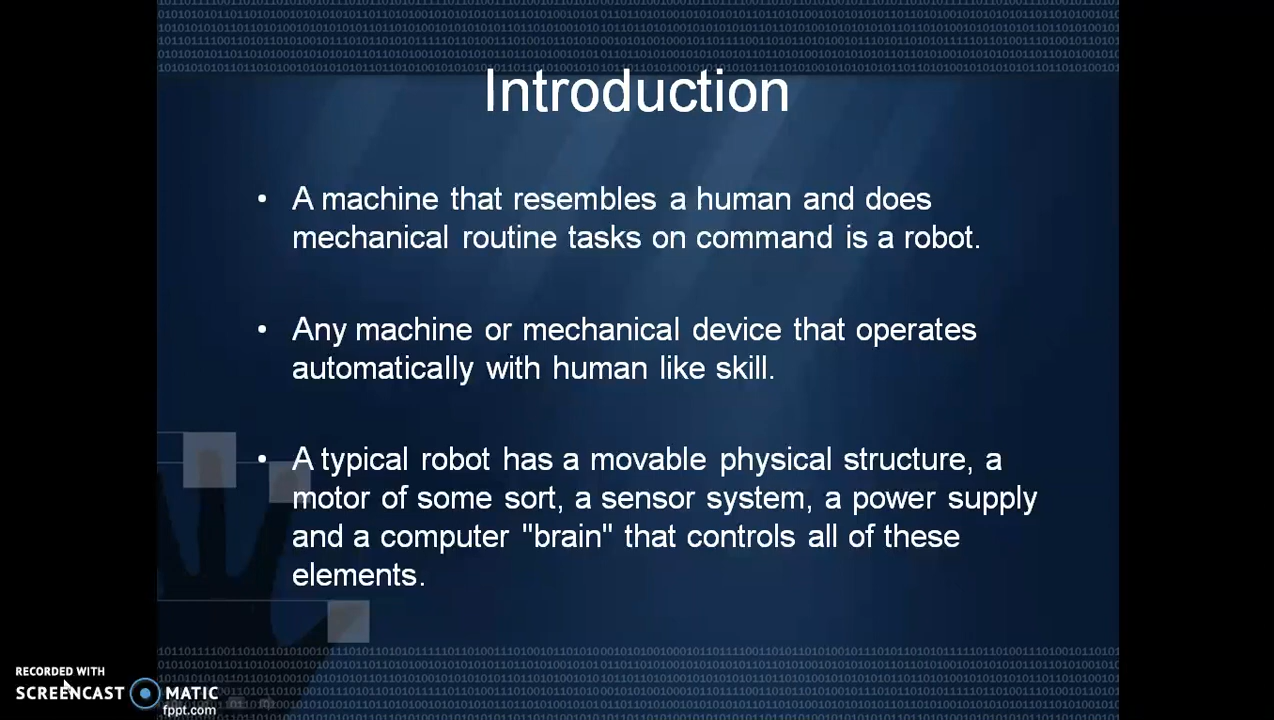 Introduction
• A machine that resembles a human and does
mechanical routine tasks on command is a robot.
• Any machine or mechanical device that operates
automatically with human like skill.
• A typical robot has a movable physical structure, a
motor of some sort, a sensor system, a power supply
and a computer "brain" that controls all of these
elements.
RECORDED WITH
SCREENCAST MATIC
fppt.com